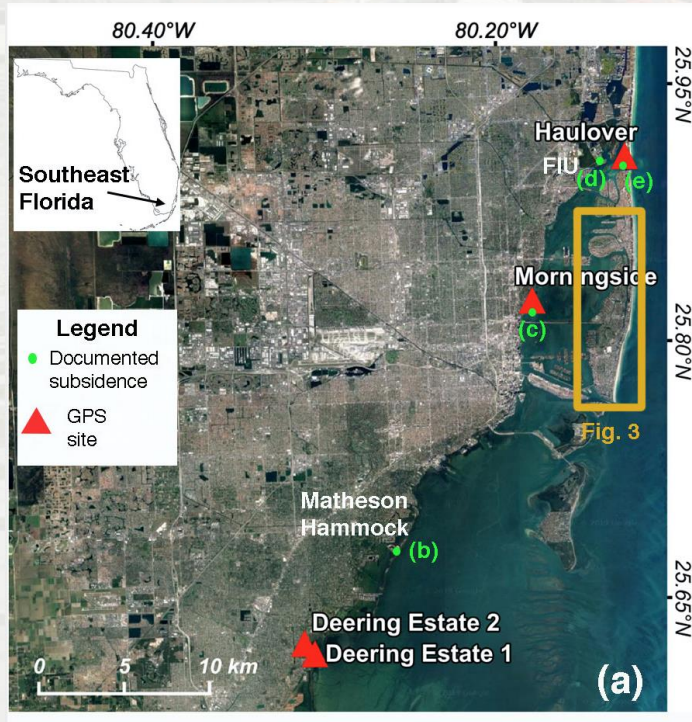 80.40°W
80.20°W
25.95°N
Southeast
Florida
Haulover
FIU
(d)
(e)
Morningside
(c)
25.80°N
Legend
Documented
subsidence
GPS
site
Fig. 3
Matheson
Hammock
(b)
25.65°N
Deering Estate 2
Deering Estate 1
0 5 10 km
(a)